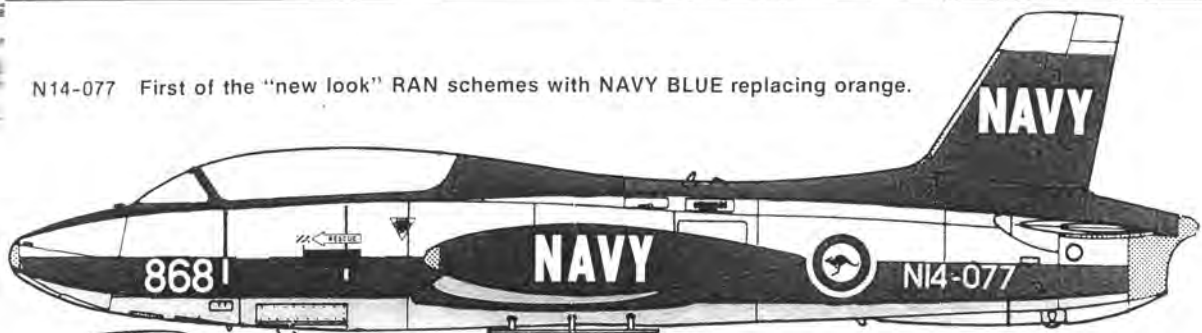 N14-077 First of the "new look" RAN schemes with NAVY BLUE replacing orange.
NAVY
RESCUE
868
NAVY
N14-077